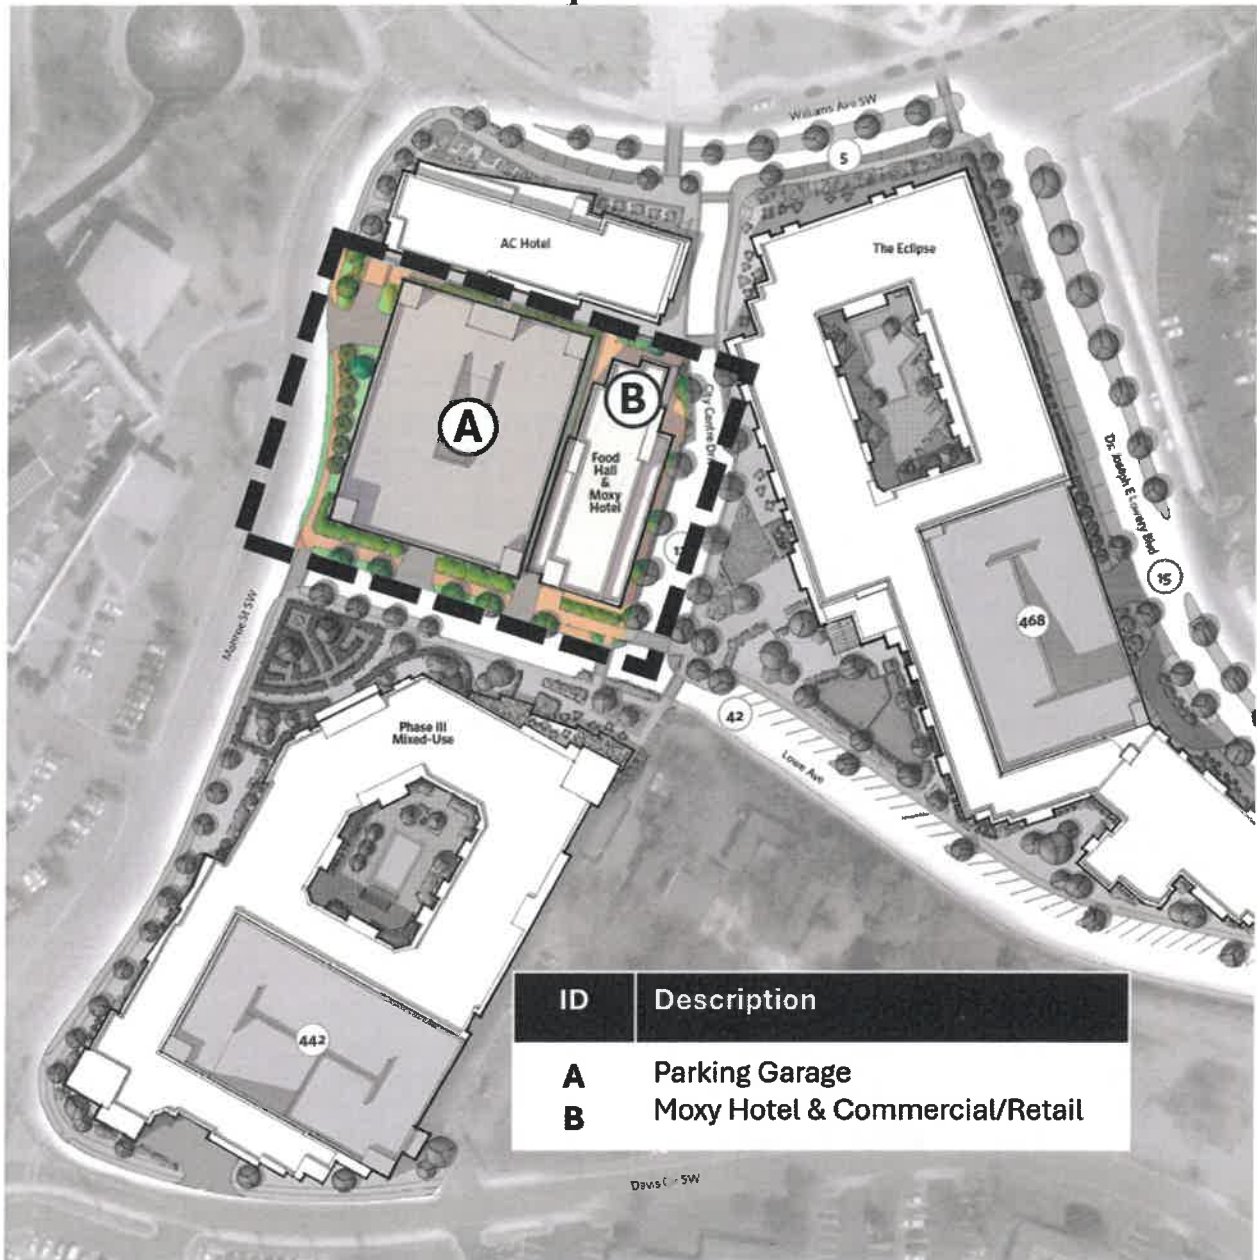 Williams Ave SW
5
AC Hotel
The Eclipse
A
B
Food
Hall
&
Moxy
Hotel
City Centre
Dr. Joseph E Lowery Blvd
15
468
Monroe St SW
Phase III
Mixed-Use
42
Lowe Ave
442
ID Description
A Parking Garage
B Moxy Hotel & Commercial/Retail
Davis SW